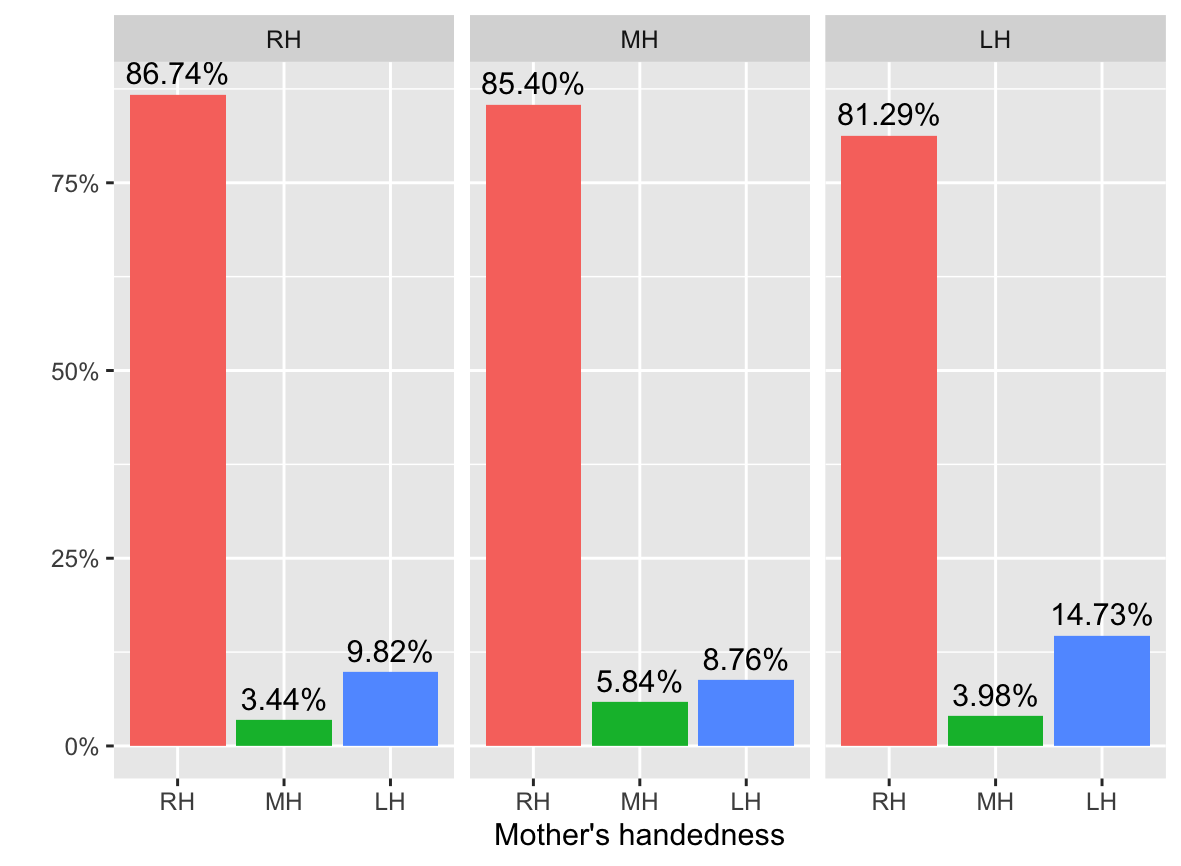 RH MH LH
86.74% 85.40% 81.29%
75%
50%
25%
14.73%
9.82% 8.76%
3.44% 5.84% 3.98%
0%
RH MH LH RH MH LH RH MH LH
Mother's handedness